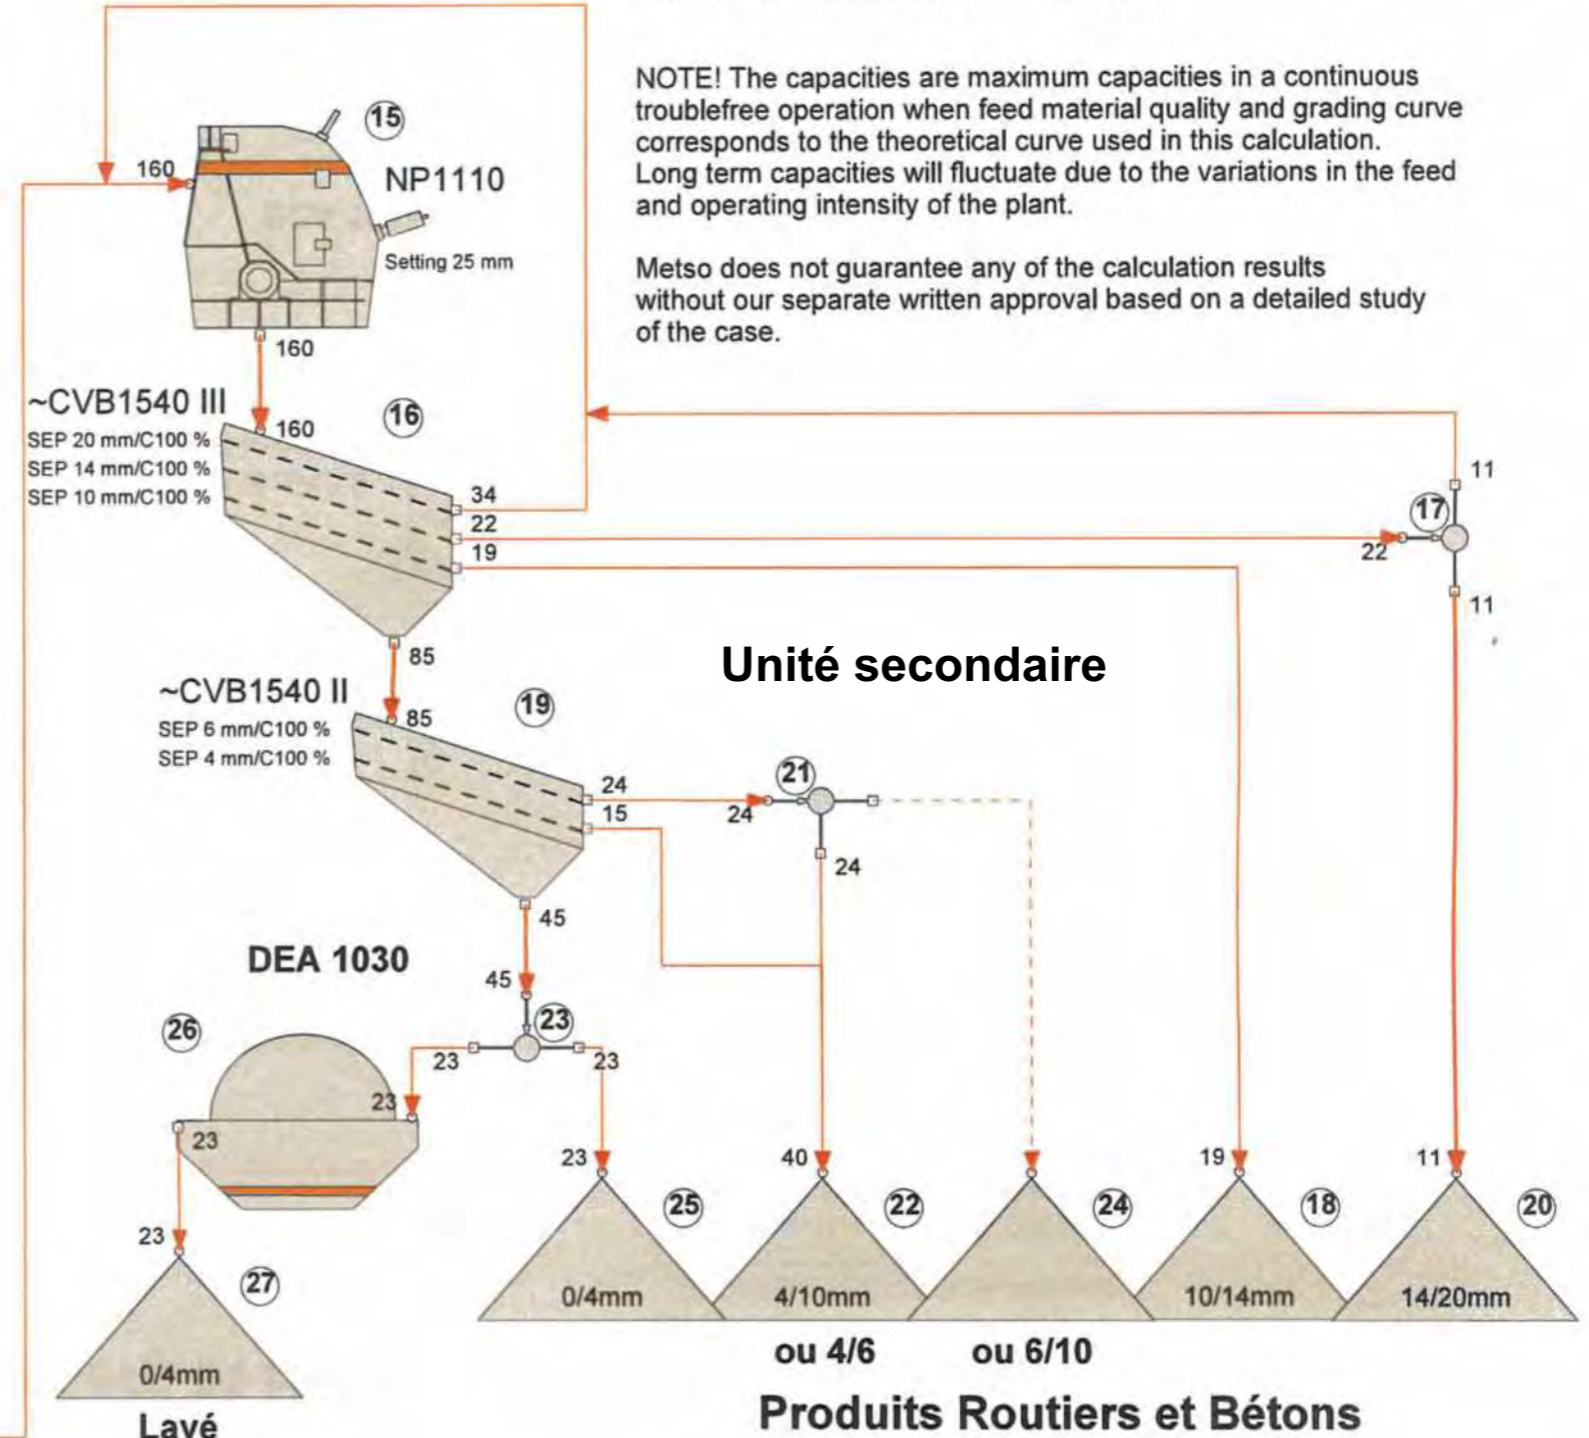 NOTE! The capacities are maximum capacities in a continuous
troublefree operation when feed material quality and grading curve
corresponds to the theoretical curve used in this calculation.
Long term capacities will fluctuate due to the variations in the feed
and operating intensity of the plant.
Metso does not guarantee any of the calculation results
without our separate written approval based on a detailed study
of the case.
15
160
NP1110
Setting 25 mm
160
~CVB1540 III
16
160
SEP 20 mm/C100 %
SEP 14 mm/C100 %
SEP 10 mm/C100 %
34
22
19
11
17
22
11
85
Unité secondaire
~CVB1540 II
19
85
SEP 6 mm/C100 %
SEP 4 mm/C100 %
24
15
21
24
24
45
DEA 1030
45
23
26
23
23
23
23
23
23
40
19
11
25
22
24
18
20
27
0/4mm
4/10mm
10/14mm
14/20mm
ou 4/6
ou 6/10
0/4mm
Lavé
Produits Routiers et Bétons